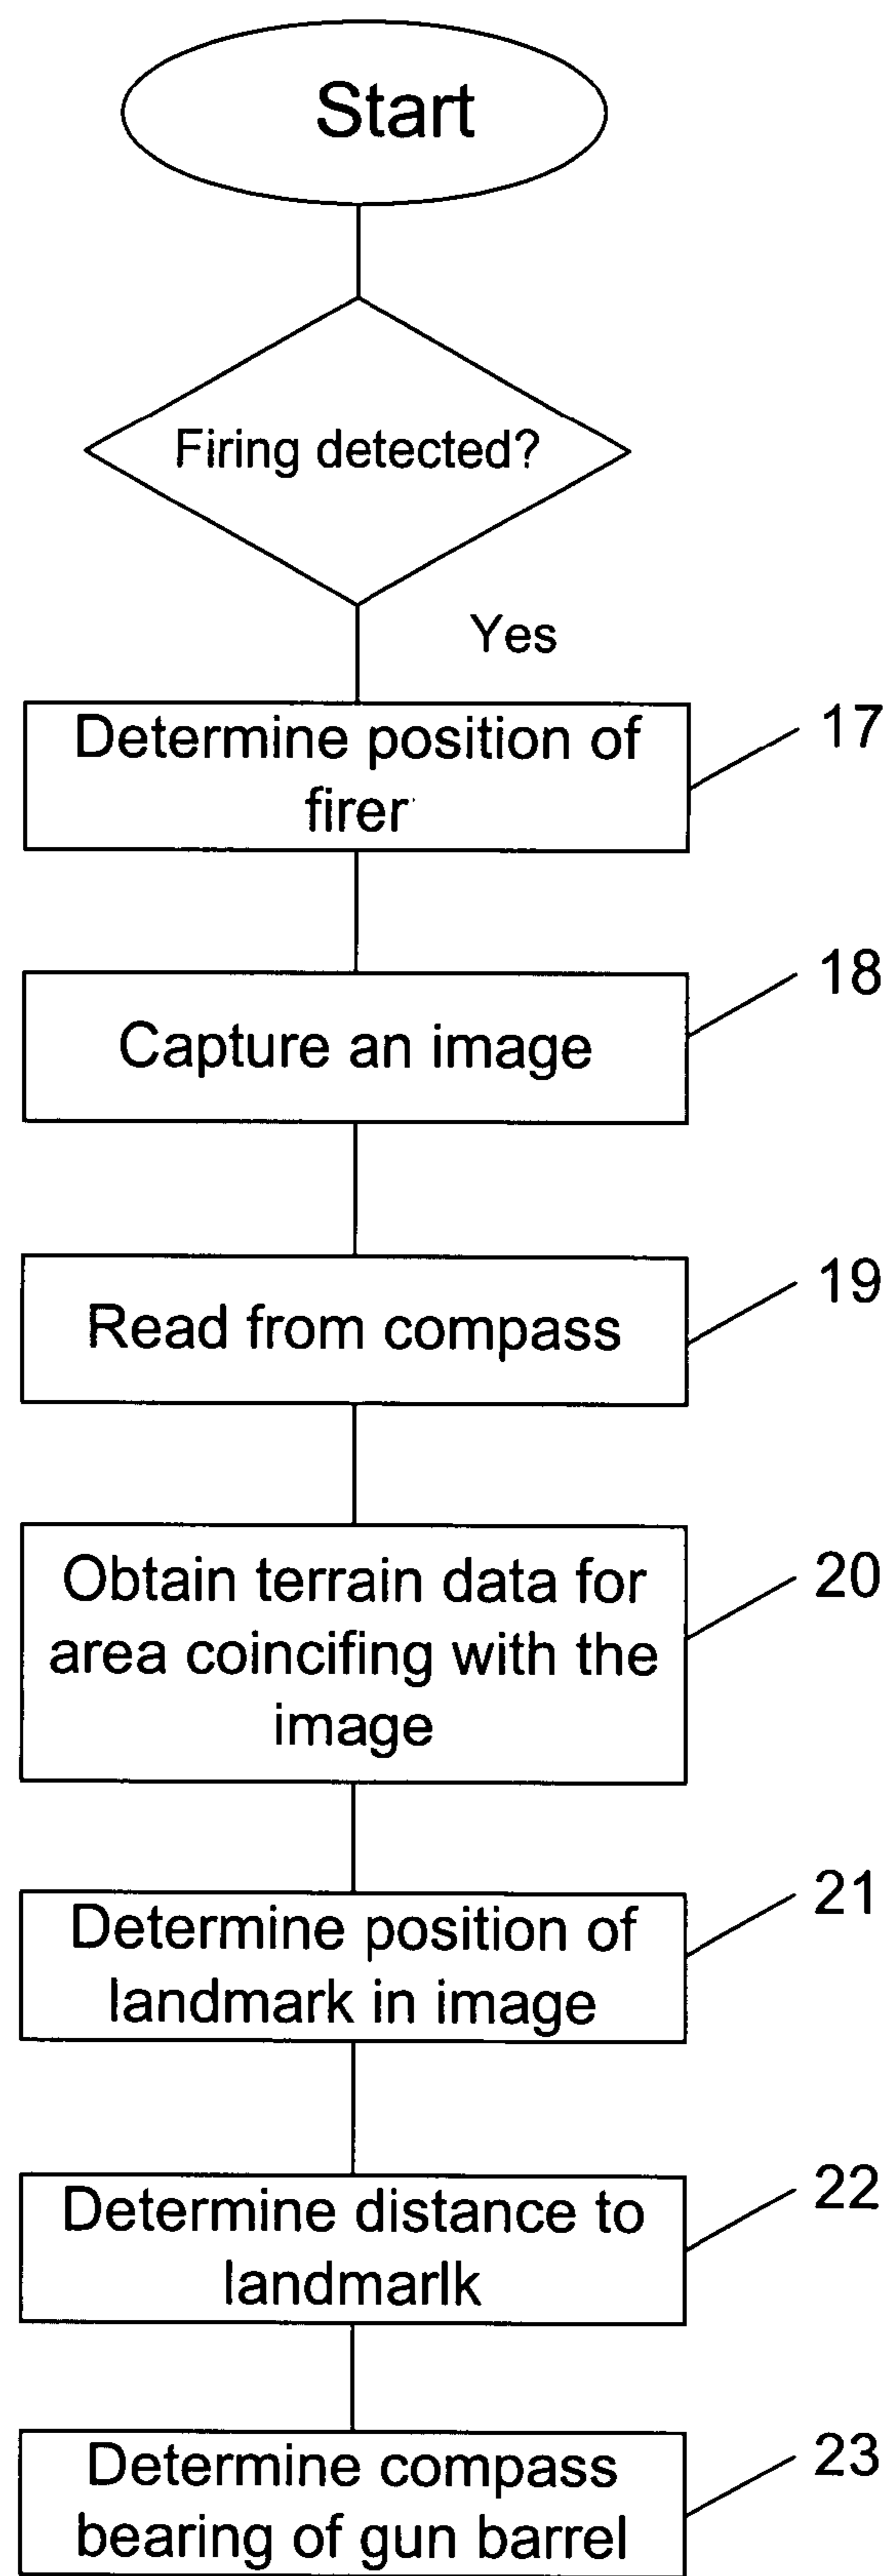 Start
Firing detected?
Yes
Determine position of
firer
17
Capture an image
18
Read from compass
19
Obtain terrain data for
area coincifing with the
image
20
Determine position of
landmark in image
21
Determine distance to
landmarlk
22
Determine compass
bearing of gun barrel
23